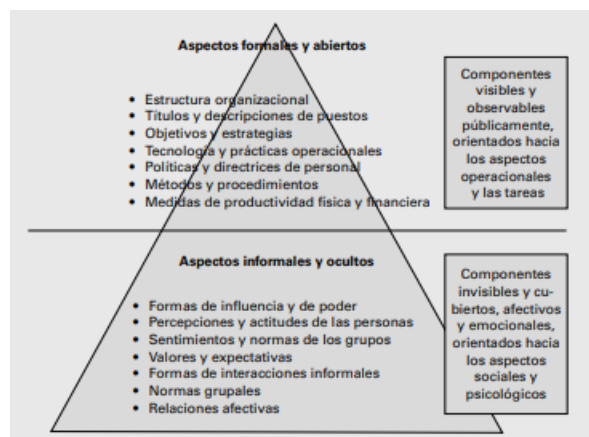 Aspectos formales y abiertos
• Estructura organizacional
• Títulos y descripciones de puestos
• Objetivos y estrategias
• Tecnología y prácticas operacionales
• Políticas y directrices de personal
• Métodos y procedimientos
• Medidas de productividad física y financiera
Componentes
visibles y
observables
públicamente,
orientados hacia
los aspectos
operacionales
y las tareas
Aspectos informales y ocultos
• Formas de influencia y de poder
• Percepciones y actitudes de las personas
• Sentimientos y normas de los grupos
• Valores y expectativas
• Formas de interacciones informales
• Normas grupales
• Relaciones afectivas
Componentes
invisibles y cu-
biertos, afectivos
y emocionales,
orientados hacia
los aspectos
sociales y
psicológicos